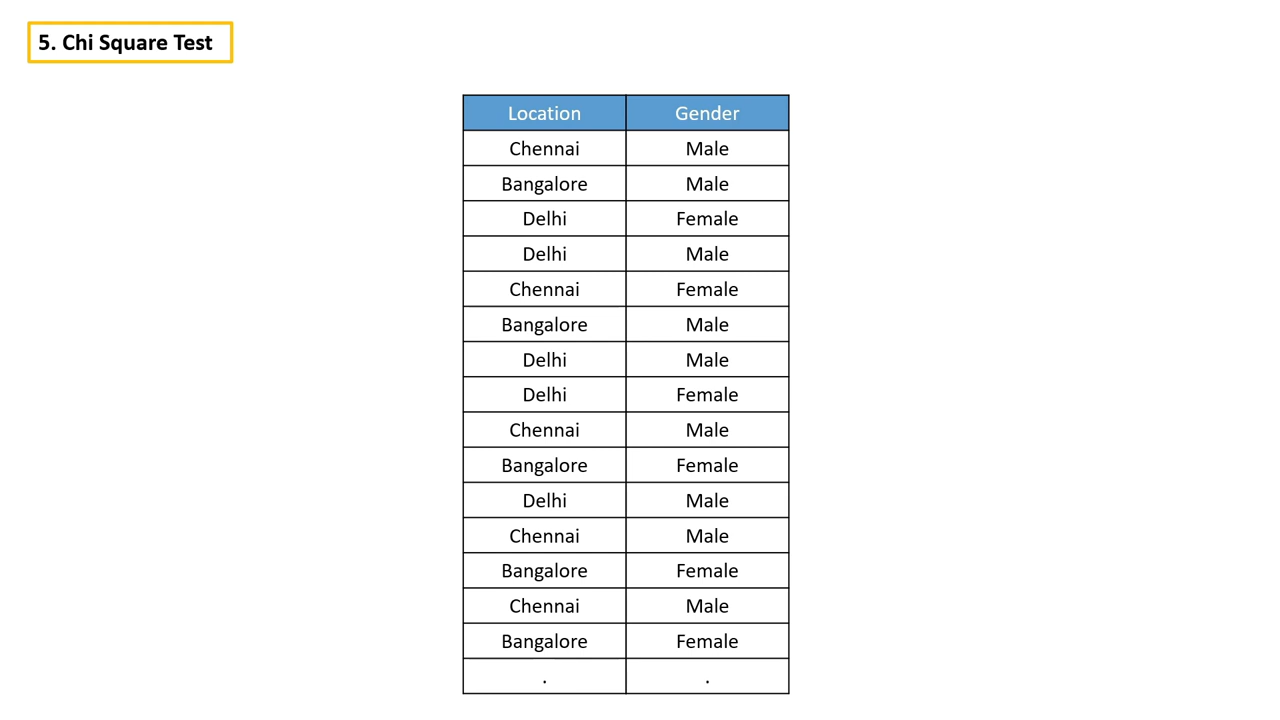 5. Chi Square Test
Location Gender
Chennai Male
Bangalore Male
Delhi Female
Delhi Male
Chennai Female
Bangalore Male
Delhi Male
Delhi Female
Chennai Male
Bangalore Female
Delhi Male
Chennai Male
Bangalore Female
Chennai Male
Bangalore Female
. .